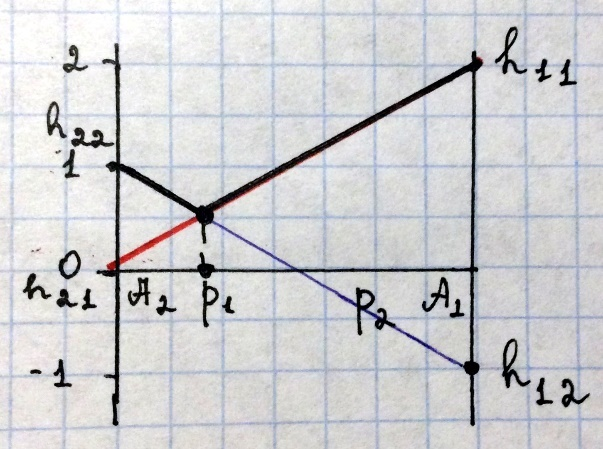 2
h₁₁
h₂₂
1
0
h₂₁ A₂ p₁ p₂ A₁
-1
h₁₂